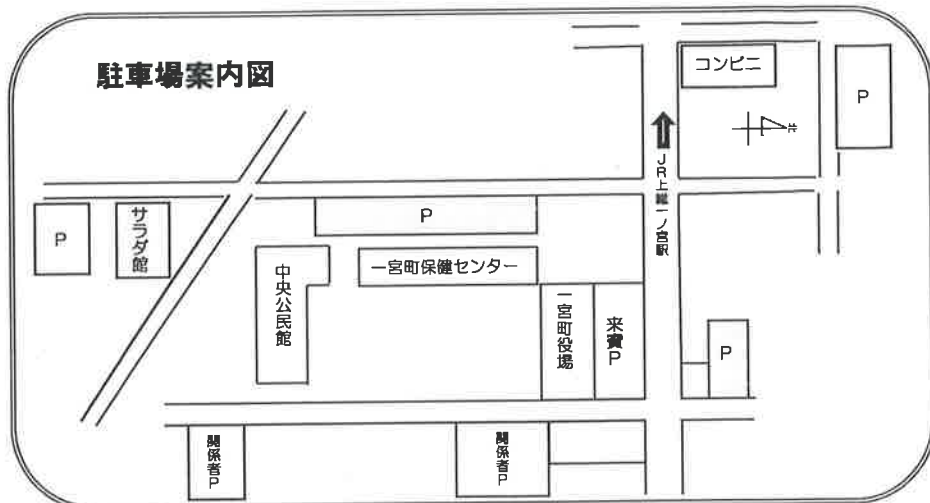 駐車場案内図
コンビニ
P
北
JR上総一ノ宮駅
P
サラダ館
P
中央公民館
一宮町保健センター
一宮町役場
来賓P
P
関係者P
関係者P